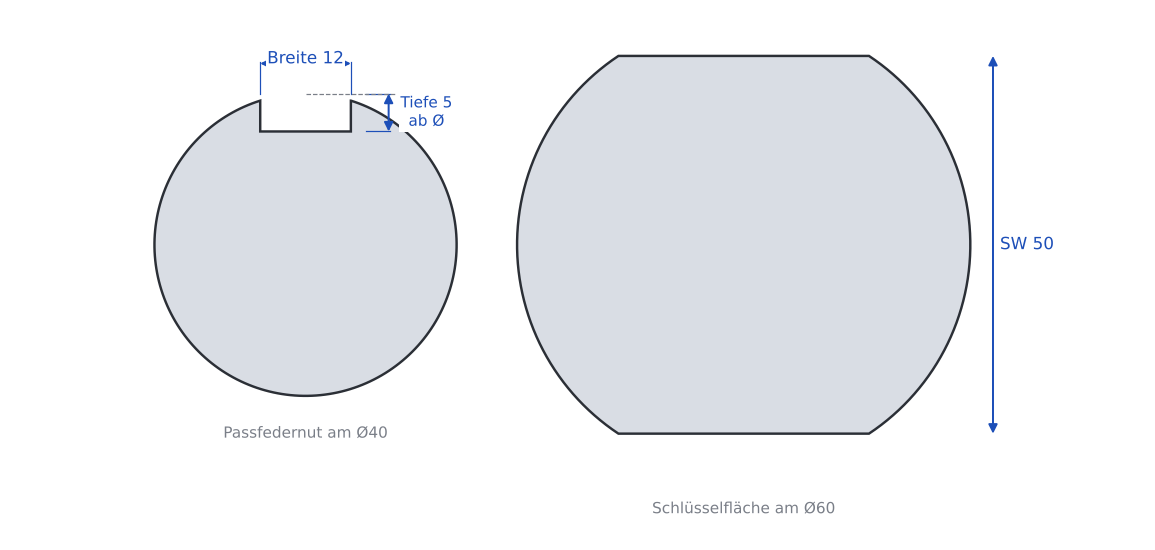 Breite 12
Tiefe 5
ab Ø
SW 50
Passfedernut am Ø40
Schlüsselfläche am Ø60